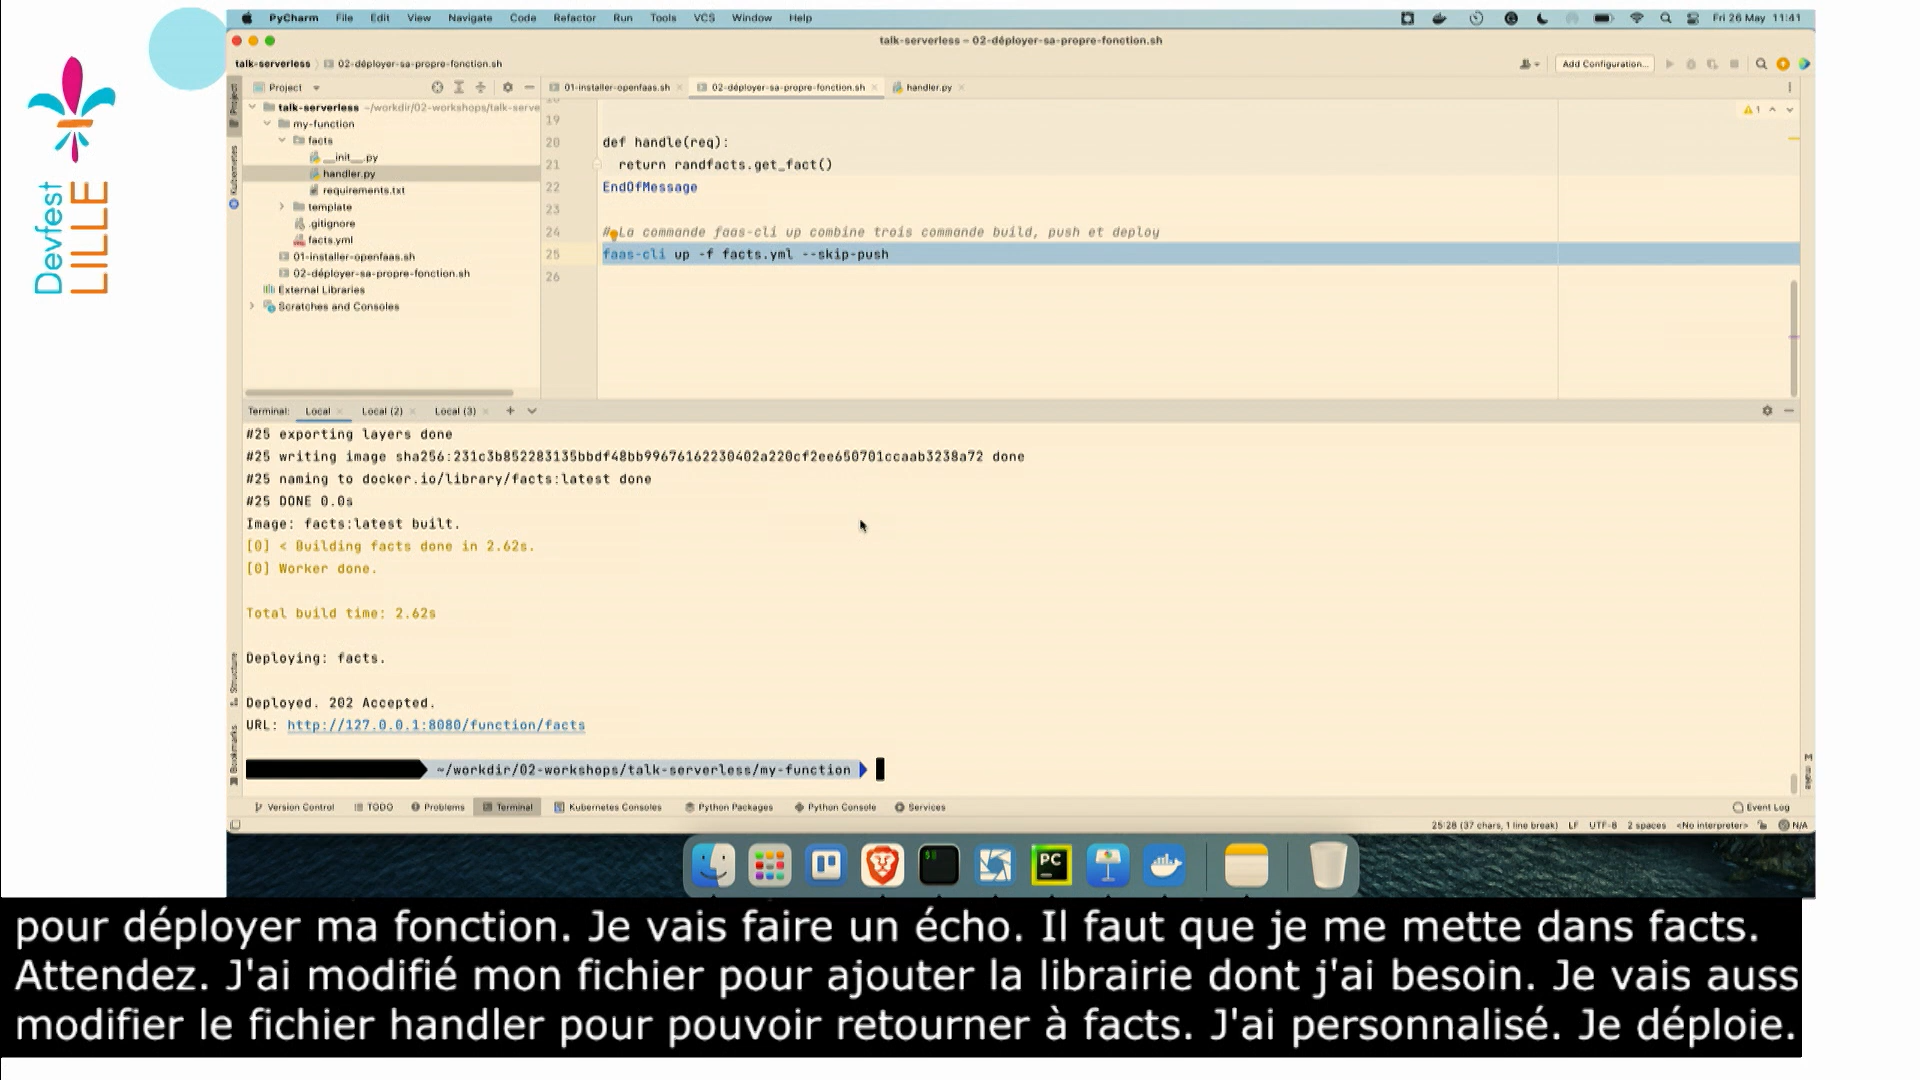 PyCharm File Edit View Navigate Code Refactor Run Tools VCS Window Help Fri 26 May 11:41
talk-serverless – 02-déployer-sa-propre-fonction.sh
talk-serverless 02-déployer-sa-propre-fonction.sh Add Configuration...
Project 01-installer-openfaas.sh 02-déployer-sa-propre-fonction.sh handler.py
Project
Kubernetes
Structure
Bookmarks
make
Devfest
LILLE
talk-serverless ~/workdir/02-workshops/talk-serve
my-function
facts
__init__.py
handler.py
requirements.txt
template
.gitignore
facts.yml
01-installer-openfaas.sh
02-déployer-sa-propre-fonction.sh
External Libraries
Scratches and Consoles
1
19
20 def handle(req):
21 return randfacts.get_fact()
22 EndOfMessage
23
24 # La commande faas-cli up combine trois commande build, push et deploy
25 faas-cli up -f facts.yml --skip-push
26
Terminal: Local Local (2) Local (3)
#25 exporting layers done
#25 writing image sha256:231c3b852283135bbdf48bb99676162230402a220cf2ee650701ccaab3238a72 done
#25 naming to docker.io/library/facts:latest done
#25 DONE 0.0s
Image: facts:latest built.
[0] < Building facts done in 2.62s.
[0] Worker done.
Total build time: 2.62s
Deploying: facts.
Deployed. 202 Accepted.
URL: http://127.0.0.1:8080/function/facts
~/workdir/02-workshops/talk-serverless/my-function
Version Control TODO Problems Terminal Kubernetes Consoles Python Packages Python Console Services Event Log
25:28 (37 chars, 1 line break) LF UTF-8 2 spaces <No interpreter> N/A
PC
pour déployer ma fonction. Je vais faire un écho. Il faut que je me mette dans facts.
Attendez. J'ai modifié mon fichier pour ajouter la librairie dont j'ai besoin. Je vais auss
modifier le fichier handler pour pouvoir retourner à facts. J'ai personnalisé. Je déploie.